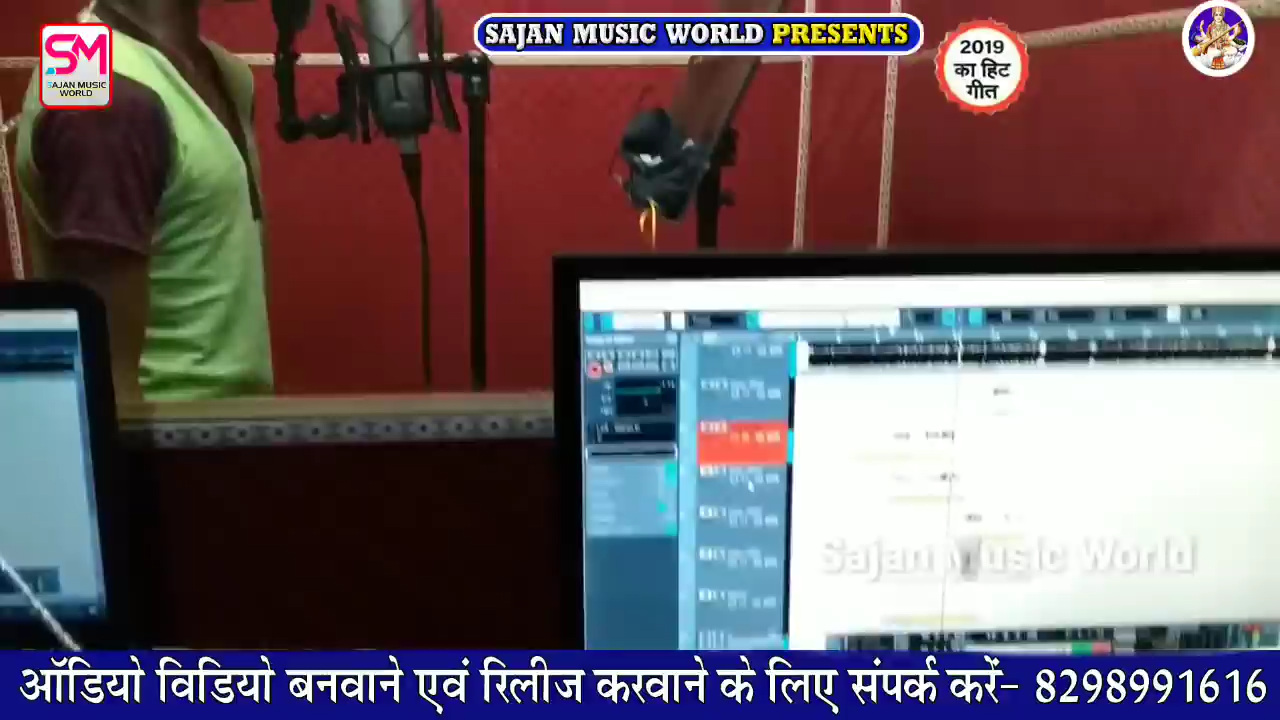 SAJAN MUSIC WORLD PRESENTS
SM
SAJAN MUSIC
WORLD
2019
का हिट
गीत
Sajan Music World
ऑडियो विडियो बनवाने एवं रिलीज करवाने के लिए संपर्क करें- 8298991616